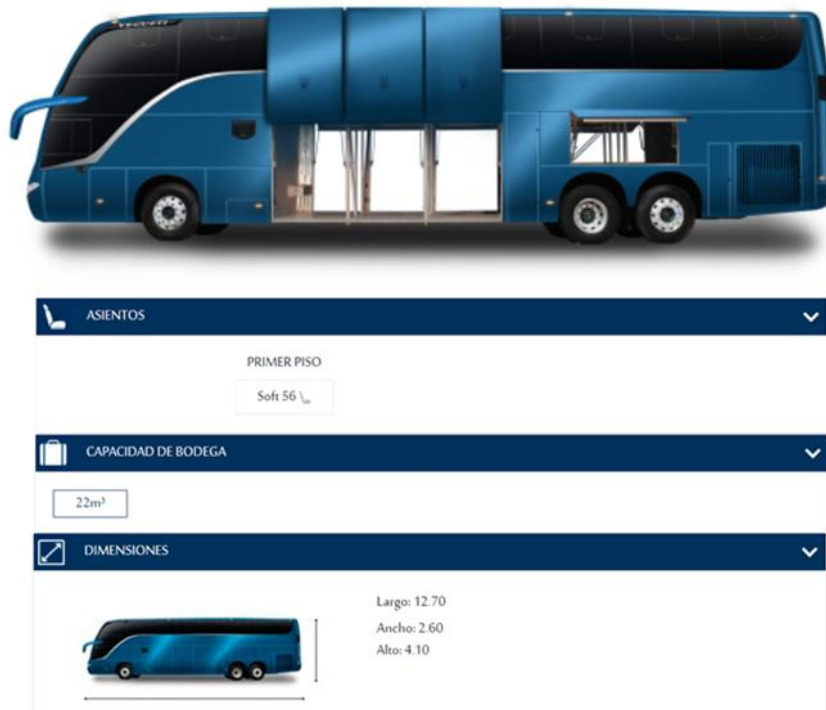 ASIENTOS
PRIMER PISO
Soft 56
CAPACIDAD DE BODEGA
22m³
DIMENSIONES
Largo: 12.70
Ancho: 2.60
Alto: 4.10